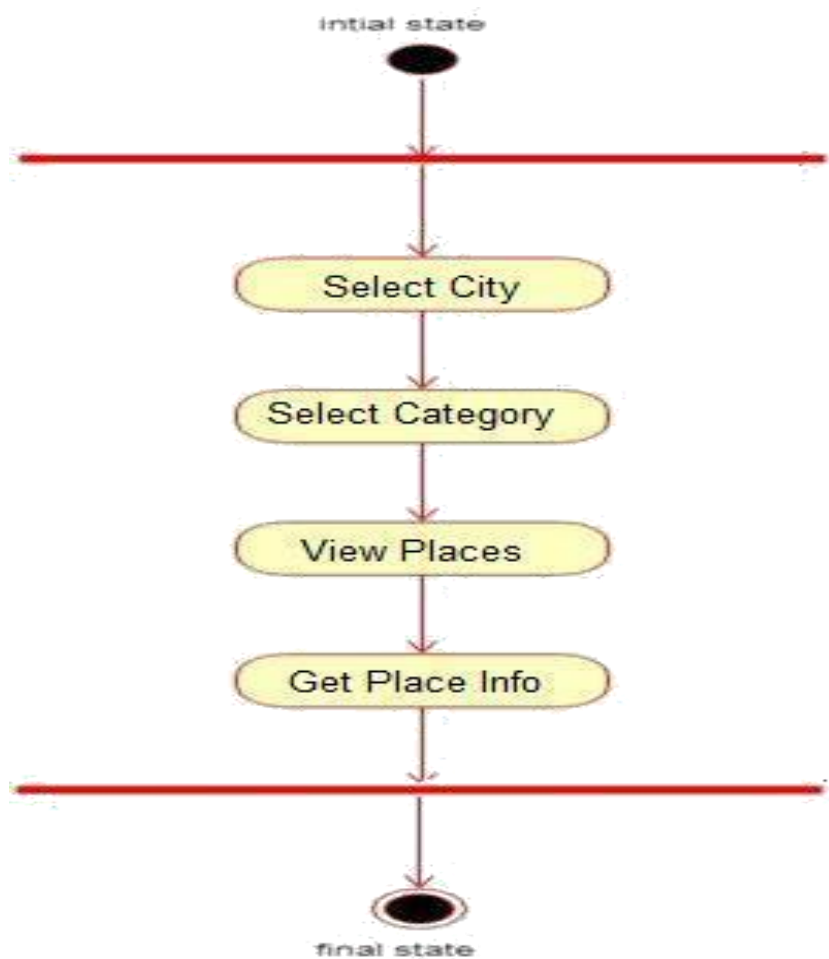 intial state
Select City
Select Category
View Places
Get Place Info
final state